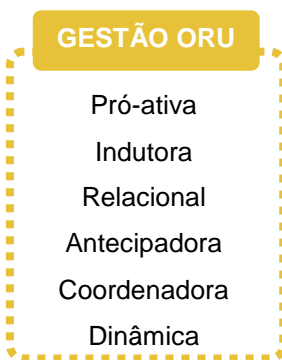 GESTÃO ORU
Pró-ativa
Indutora
Relacional
Antecipadora
Coordenadora
Dinâmica